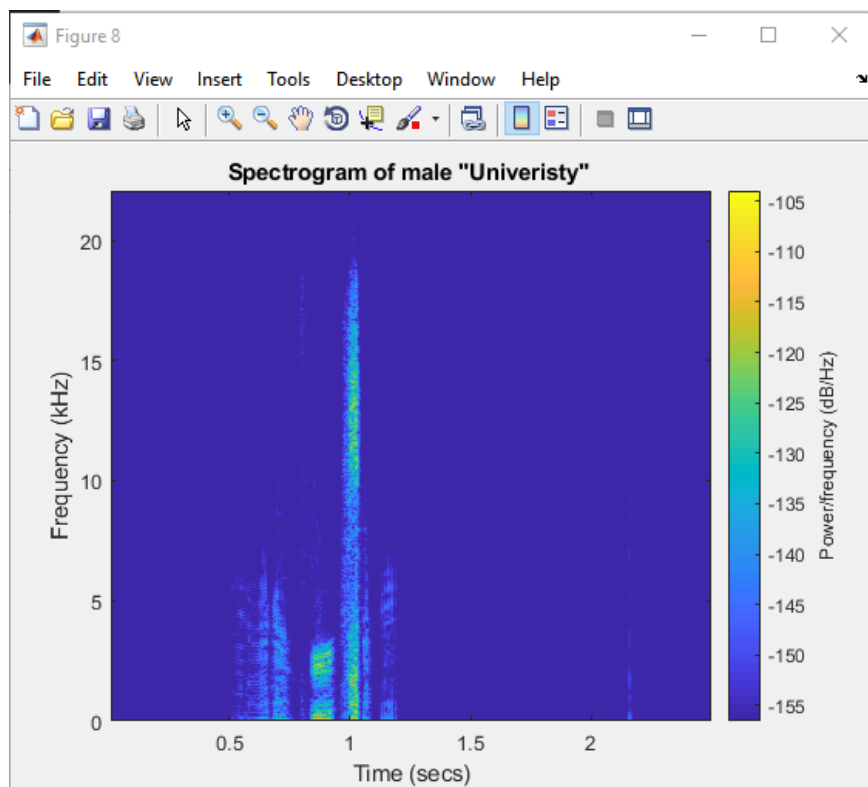 Figure 8
File Edit View Insert Tools Desktop Window Help
Spectrogram of male "Univeristy"
20
15
10
5
0
Frequency (kHz)
0.5 1 1.5 2
Time (secs)
-105
-110
-115
-120
-125
-130
-135
-140
-145
-150
-155
Power/frequency (dB/Hz)